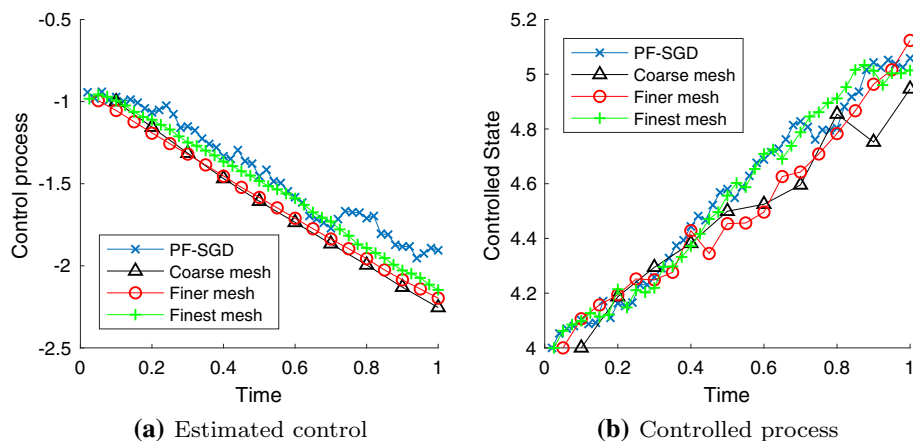 -0.5
-1
-1.5
-2
-2.5
Control process
PF-SGD
Coarse mesh
Finer mesh
Finest mesh
0 0.2 0.4 0.6 0.8 1
Time
(a) Estimated control
5.2
5
4.8
4.6
4.4
4.2
4
Controlled State
PF-SGD
Coarse mesh
Finer mesh
Finest mesh
0 0.2 0.4 0.6 0.8 1
Time
(b) Controlled process